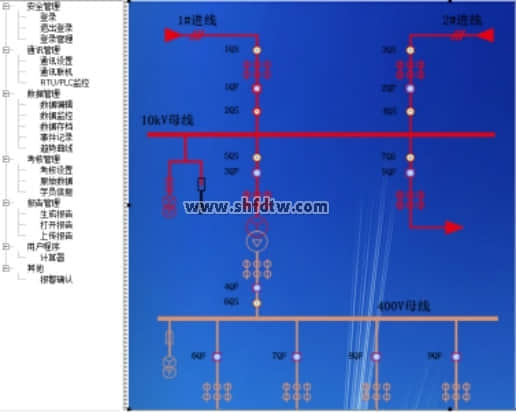 安全管理
登录
退出登录
登录管理
通讯管理
通讯设置
通讯联机
RTU/PLC监控
数据管理
数据编辑
数据监控
数据存档
事件记录
趋势曲线
考核管理
考核设置
原始数据
学员信息
报告管理
生成报告
打开报告
上传报告
用户程序
计算器
其他
报警确认
1#进线
2#进线
1QS
3QS
1QF
2QF
2QS
4QS
10kV母线
5QS
7QS
3QF
5QF
www.shfdtw.com
4QF
6QS
400V母线
6QF
7QF
8QF
9QF